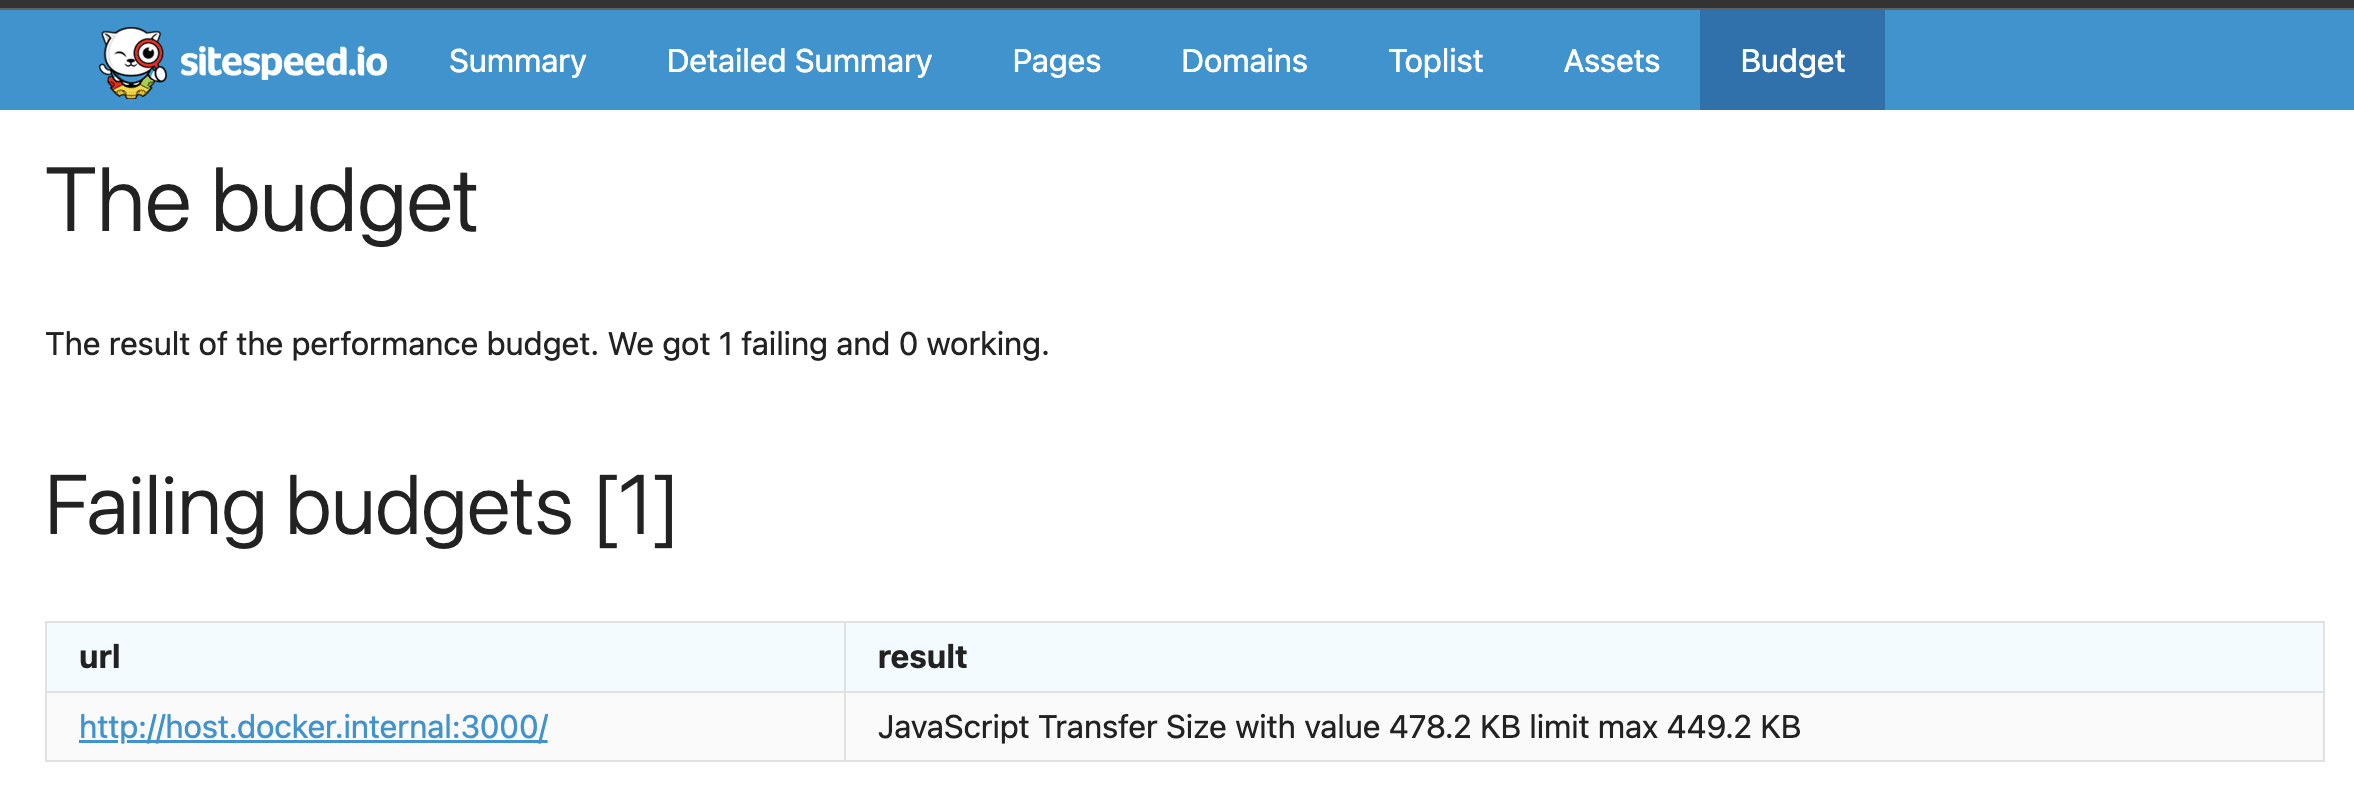 sitespeed.io Summary Detailed Summary Pages Domains Toplist Assets Budget
The budget
The result of the performance budget. We got 1 failing and 0 working.
Failing budgets [1]
url result
http://host.docker.internal:3000/ JavaScript Transfer Size with value 478.2 KB limit max 449.2 KB